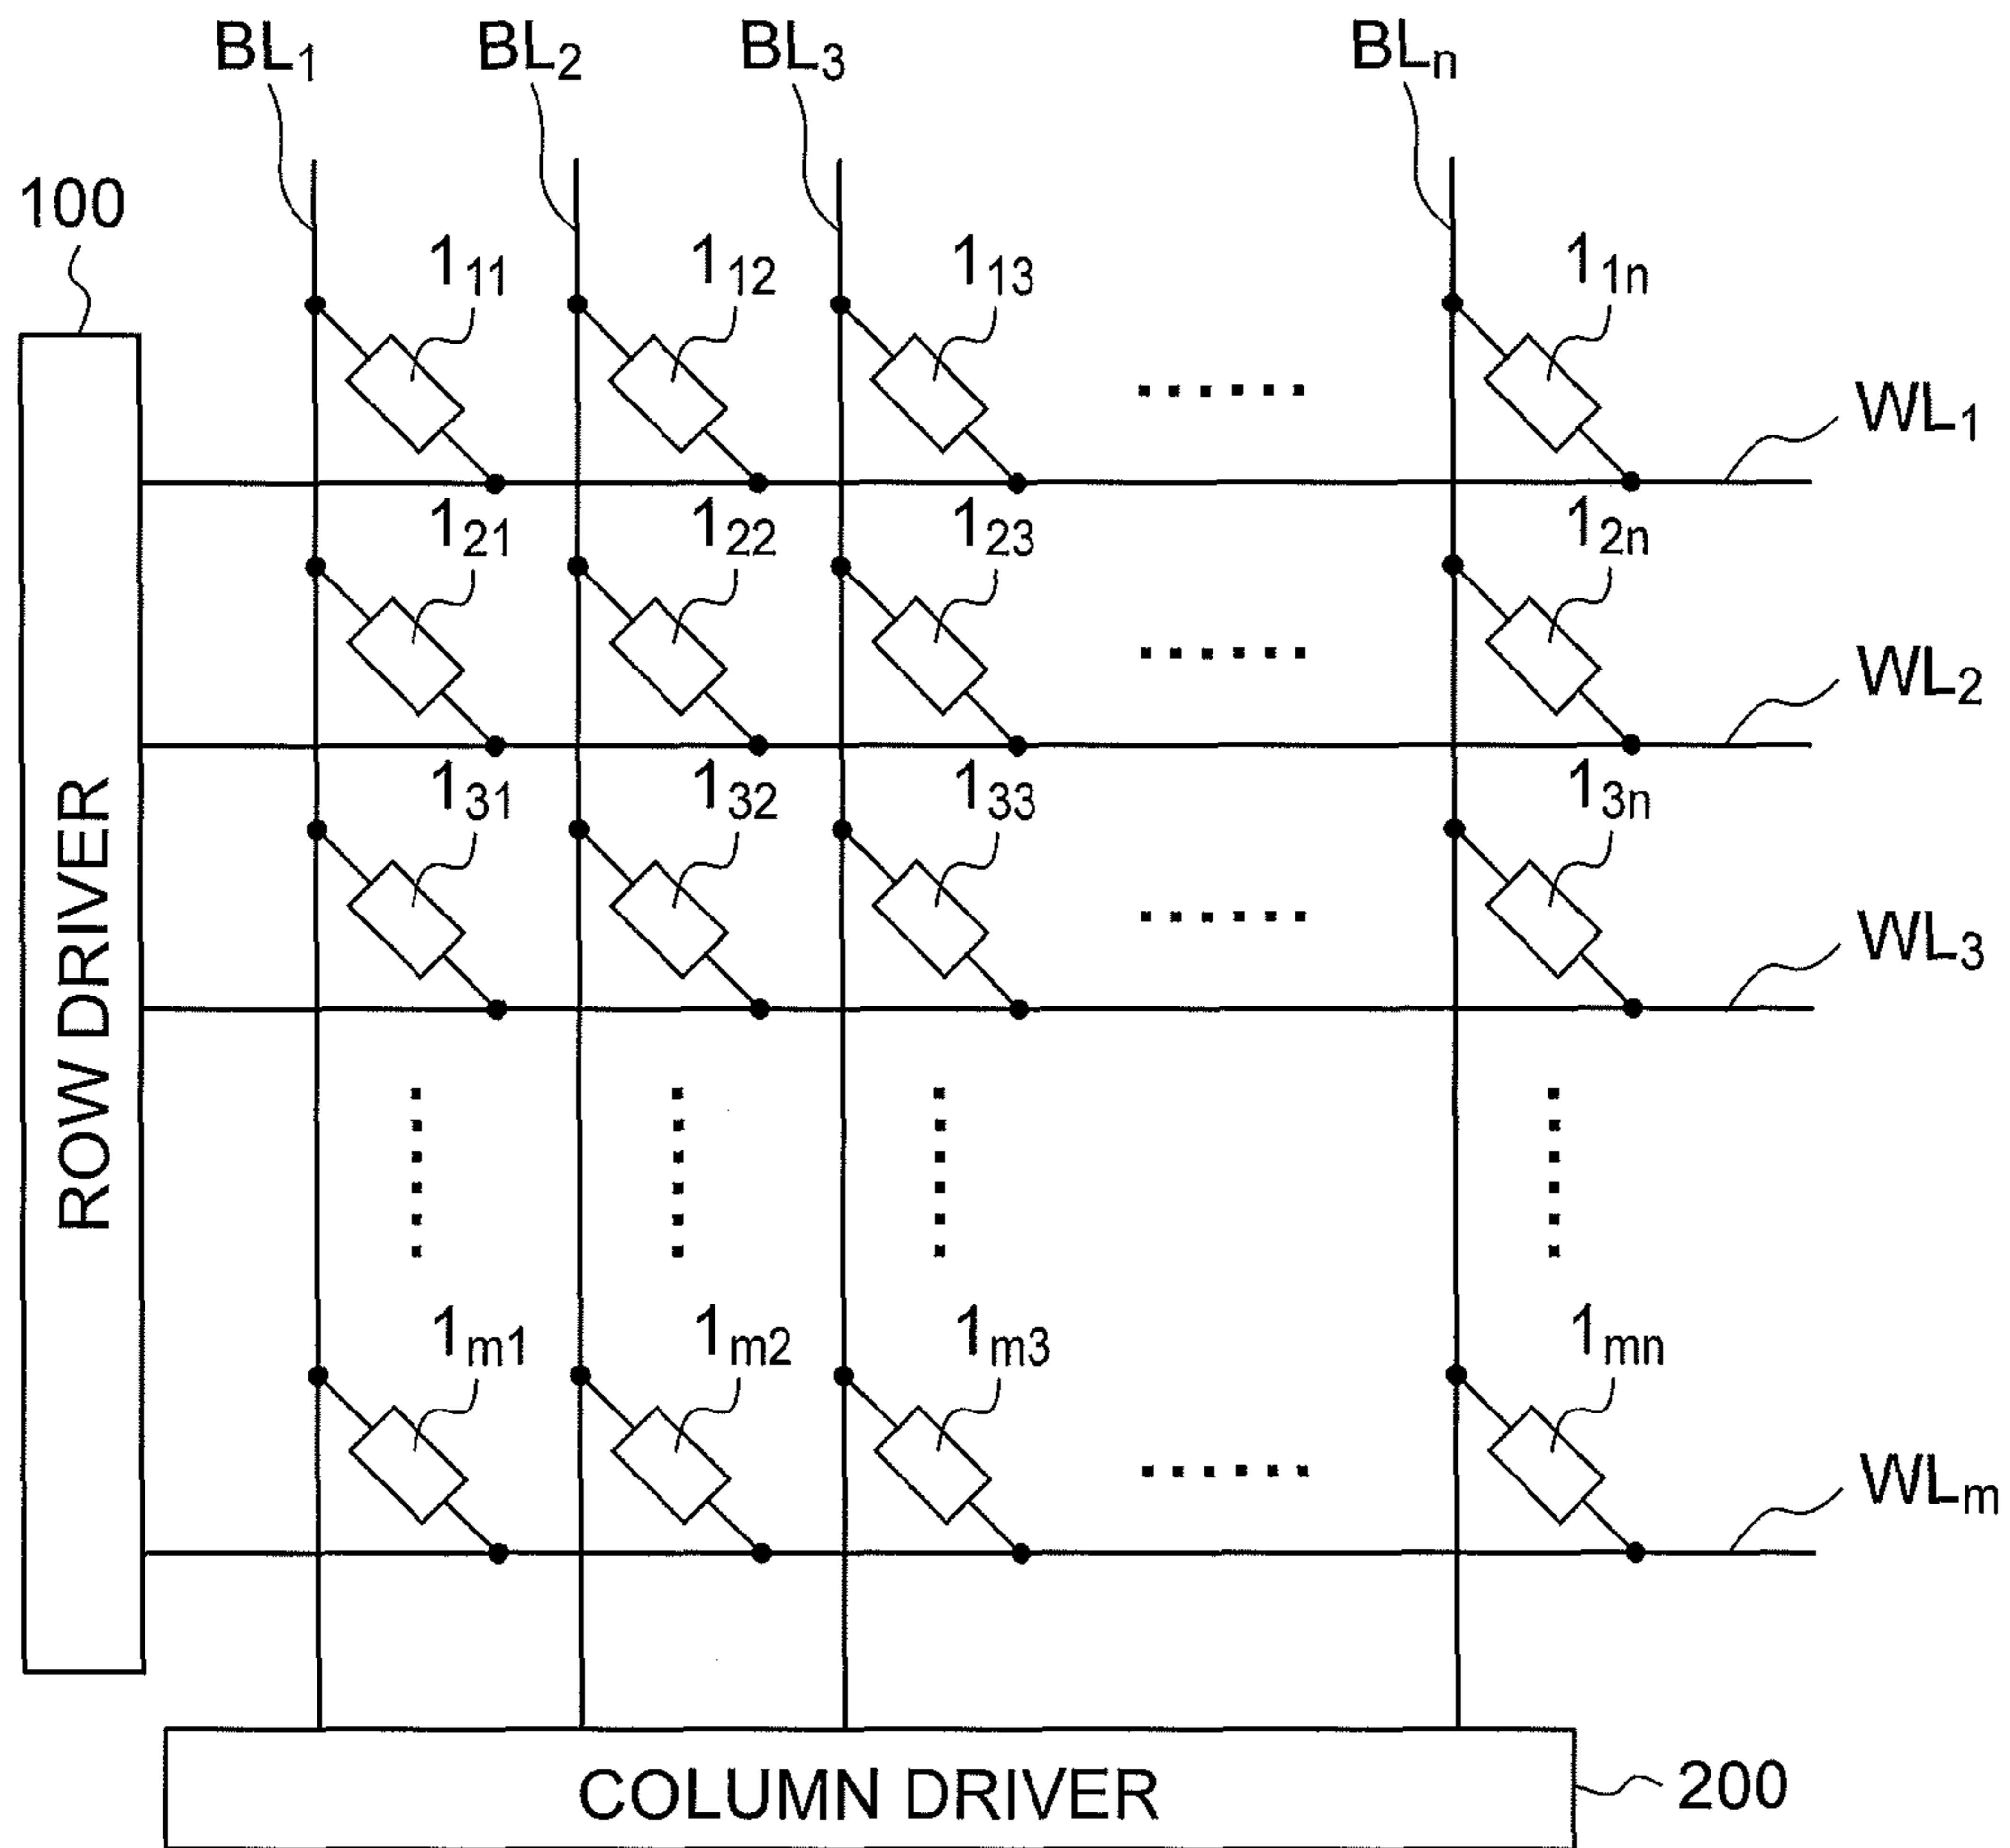 BL₁ BL₂ BL₃ BLₙ
100
1₁₁ 1₁₂ 1₁₃ 1₁ₙ
WL₁
1₂₁ 1₂₂ 1₂₃ 1₂ₙ
WL₂
1₃₁ 1₃₂ 1₃₃ 1₃ₙ
WL₃
ROW DRIVER
1ₘ₁ 1ₘ₂ 1ₘ₃ 1ₘₙ
WLₘ
COLUMN DRIVER
200